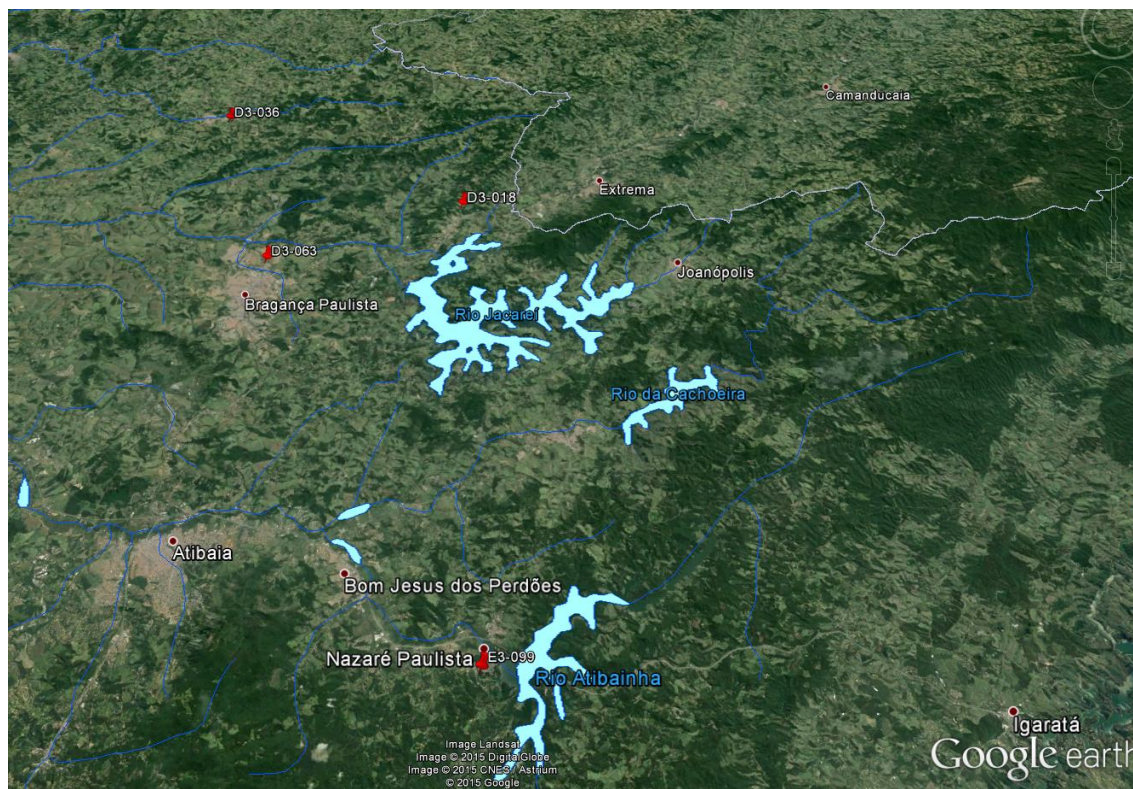 Camanducaia
D3-036
Extrema
D3-018
D3-063
Joanópolis
Bragança Paulista
Rio Jacareí
Rio da Cachoeira
Atibaia
Bom Jesus dos Perdões
Nazaré Paulista
E3-099
Rio Atibainha
Igaratá
Image Landsat
Image © 2015 DigitalGlobe
Image © 2015 CNES / Astrium
© 2015 Google
Google earth